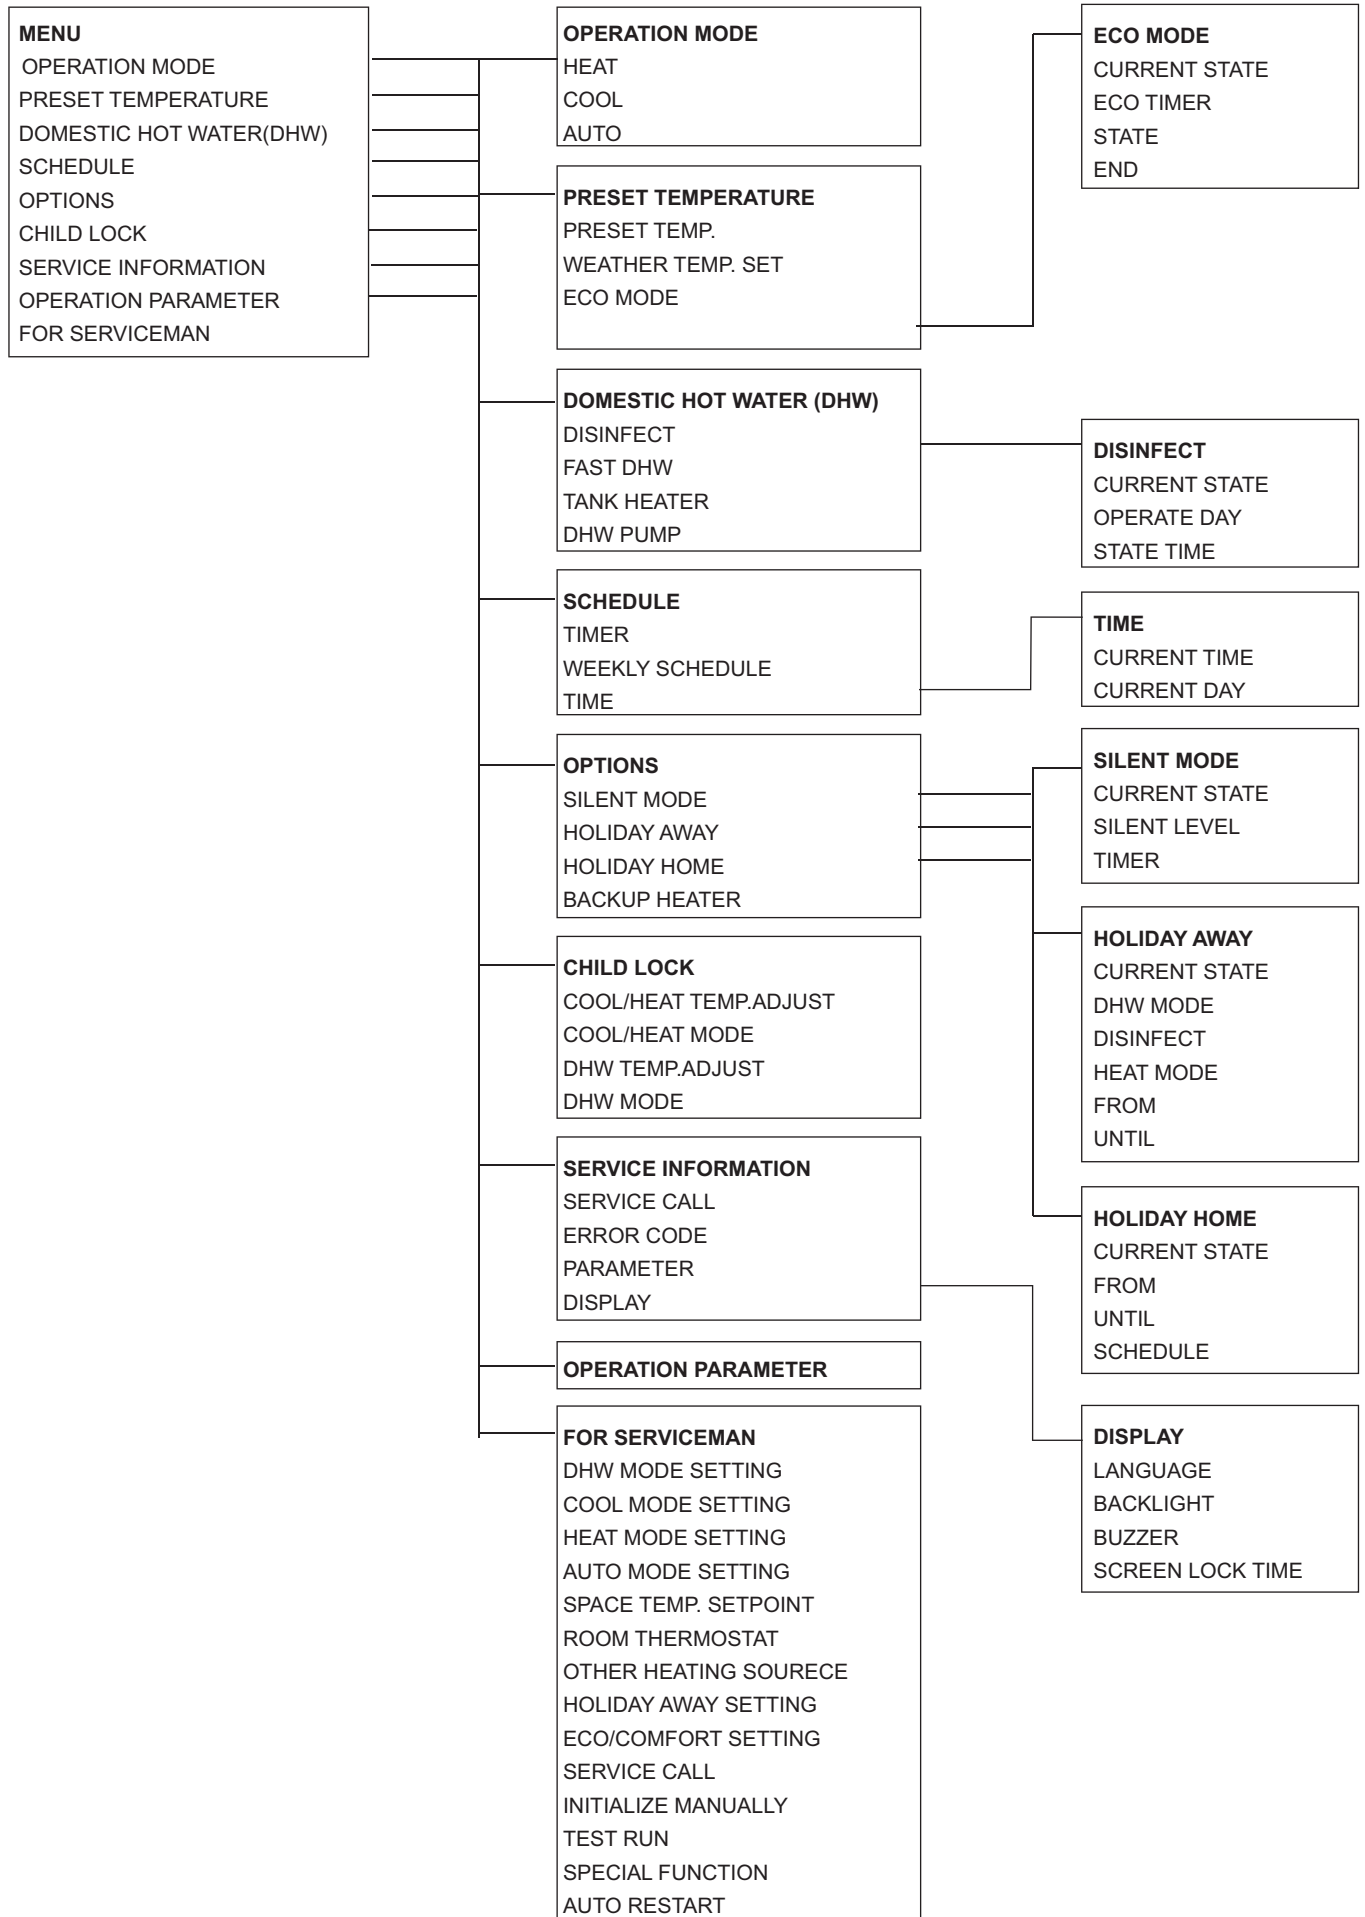 MENU
OPERATION MODE
PRESET TEMPERATURE
DOMESTIC HOT WATER(DHW)
SCHEDULE
OPTIONS
CHILD LOCK
SERVICE INFORMATION
OPERATION PARAMETER
FOR SERVICEMAN
OPERATION MODE
HEAT
COOL
AUTO
PRESET TEMPERATURE
PRESET TEMP.
WEATHER TEMP. SET
ECO MODE
DOMESTIC HOT WATER (DHW)
DISINFECT
FAST DHW
TANK HEATER
DHW PUMP
SCHEDULE
TIMER
WEEKLY SCHEDULE
TIME
OPTIONS
SILENT MODE
HOLIDAY AWAY
HOLIDAY HOME
BACKUP HEATER
CHILD LOCK
COOL/HEAT TEMP.ADJUST
COOL/HEAT MODE
DHW TEMP.ADJUST
DHW MODE
SERVICE INFORMATION
SERVICE CALL
ERROR CODE
PARAMETER
DISPLAY
OPERATION PARAMETER
FOR SERVICEMAN
DHW MODE SETTING
COOL MODE SETTING
HEAT MODE SETTING
AUTO MODE SETTING
SPACE TEMP. SETPOINT
ROOM THERMOSTAT
OTHER HEATING SOURECE
HOLIDAY AWAY SETTING
ECO/COMFORT SETTING
SERVICE CALL
INITIALIZE MANUALLY
TEST RUN
SPECIAL FUNCTION
AUTO RESTART
ECO MODE
CURRENT STATE
ECO TIMER
STATE
END
DISINFECT
CURRENT STATE
OPERATE DAY
STATE TIME
TIME
CURRENT TIME
CURRENT DAY
SILENT MODE
CURRENT STATE
SILENT LEVEL
TIMER
HOLIDAY AWAY
CURRENT STATE
DHW MODE
DISINFECT
HEAT MODE
FROM
UNTIL
HOLIDAY HOME
CURRENT STATE
FROM
UNTIL
SCHEDULE
DISPLAY
LANGUAGE
BACKLIGHT
BUZZER
SCREEN LOCK TIME